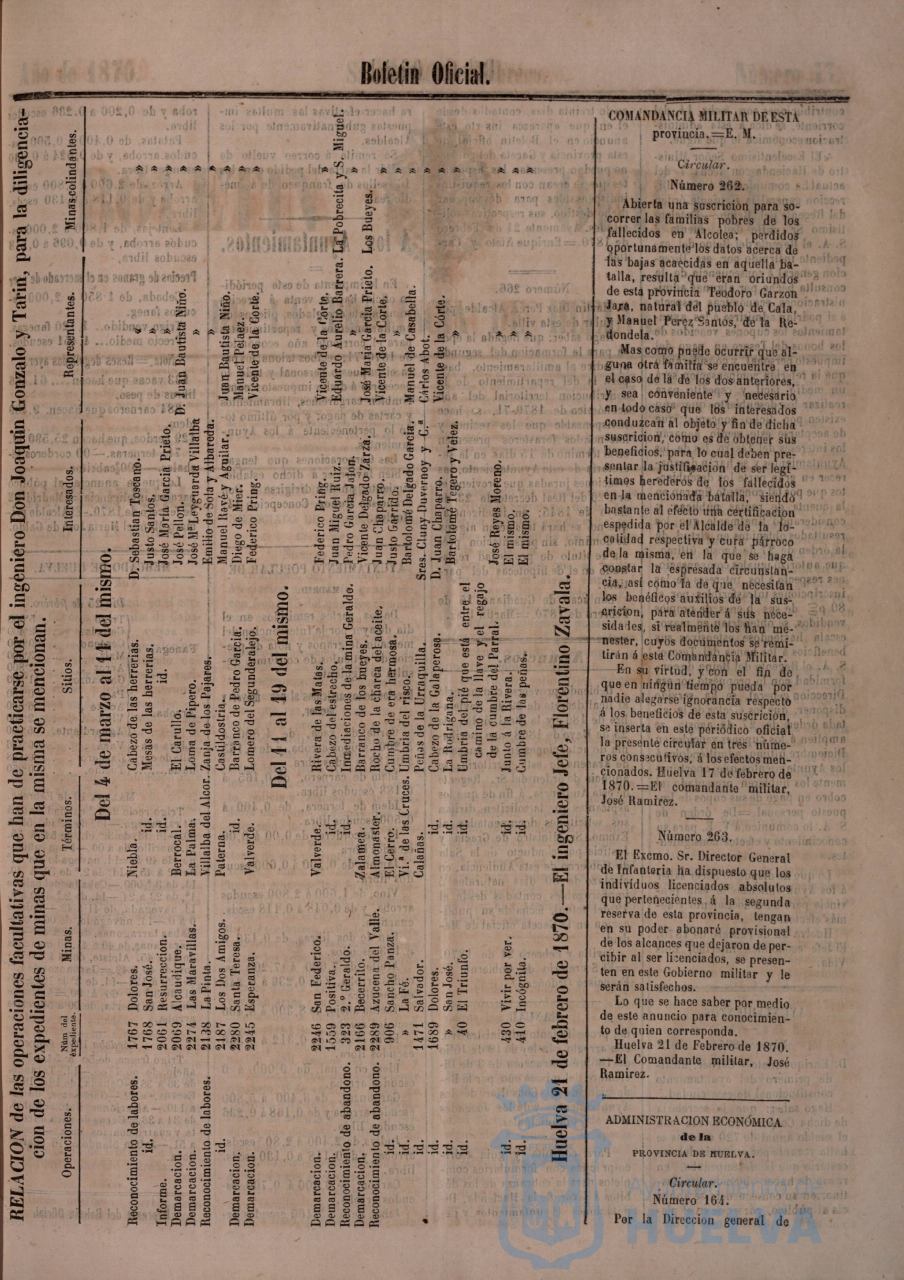 Boletin Oficial.
RELACION de las operaciones facultativas que han de practicarse por el ingeniero Don Joaquin Gonzalo y Tarin, para la diligencia-
cion de los expedientes de minas que en la misma se mencionan.
Operaciones. Núm del expediente. Minas. Términos. Sitios. Interesados. Representantes. Minas colindantes.
Del 4 de marzo al 11 del mismo.
Reconocimiento de labores. 1767 Dolores. Niebla. Cabezo de las herrerias. D. Sebastian Toscano. » »
id. 1768 San José. id. Mesas de las herrerias. Justo Santos. » »
Informe. 2061 Resurreccion. id. id. José María García Prieto. » »
Demarcacion. 2069 Alcaudique. Berrocal. El Carullo. José Pellon. D. Juan Bautista Niño. »
Demarcacion. 2274 Las Maravillas. La Palma. Loma de Piporro. José Mª Leyguarda Villalba » »
Reconocimiento de labores. 2138 La Pinta. Villalba del Alcor. Zanja de los Pajares. Emilio de Sola y Albareda. » »
id. 2187 Los Dos Amigos. Paterna. Castildostria. Manuel Ravé y Aguilar. Juan Bautista Niño. »
Demarcacion. 2280 Santa Teresa. id. Barranco de Pedro García. Diego de Mier. Manuel Pelaez. »
Demarcacion. 2245 Esperanza. Valverde. Lomero del Segunderalejo. Federico Pring. Vicente de la Corte. »
Del 11 al 19 del mismo.
Demarcacion. 2246 San Federico. Valverde. Rivera de las Matas. Federico Pring. Vicente de la Corte. »
Demarcacion. 1559 Positiva. id. Cabezo del estrecho. Juan Miguel Ruiz. Eduardo Aurelio Barrera. La Pobrecita y S. Miguel.
Reconocimiento de abandono. 323 2.º Geraldo. id. Inmediaciones de la mina Geraldo. Pedro García Jalon. » »
Demarcacion. 2166 Becerrito. Zalamea. Barranco de los bueyes. Vicente Delgado Zarza. José María García Prieto. Los Bueyes.
Reconocimiento de abandono. 2289 Azucena del Valle. Almonaster. Rischo de la charca del aceite. Juan Chaparro. Vicente de la Corte. »
id. 906 Sancho Panza. El Cerro. Cumbre de era hermosa. Justo Garrido. » »
id. » La Fé. Vi.ª de las Cruces. Umbria del risco. Bartolomé Delgado García. Manuel de Casabella. »
id. 1471 Salvador. Calañas. Peñas de la Urraquilla. Sres. Cluny Duvernoy y C.ª Cárlos Abot. »
id. 1689 Dolores. id. Cabezo de la Galaperosa. D. Juan Chaparro. Vicente de la Córte. »
id. » San José. id. La Rodrigana. Bartolomé Tegero y Velez. » »
id. 40 El Triunfo. id. Umbria del pié que está entre el
camino de la llave y el regajo
de la cumbre del Parral. José Reyes Moreno. » »
id. 430 Vivir por ver. id. Junto á la Rivera. El mismo. » »
id. 410 Incógnito. id. Cumbre de las peñas. El mismo. » »
Huelva 21 de febrero de 1870.—El ingeniero Jefe, Florentino Zavala.
COMANDANCIA MILITAR DE ESTA
provincia.=E. M.
Circular.
Número 262.
Abierta una suscricion para so-
correr las familias pobres de los
fallecidos en Alcolea; perdidos
oportunamente los datos acerca de
las bajas acaecidas en aquella ba-
talla, resulta que eran oriundos
de esta provincia Teodoro Garzon
Jara, natural del pueblo de Cala,
y Manuel Perez Santos, de la Re-
dondela.
Mas como puede ocurrir que al-
guna otra familia se encuentre en
el caso de la de los dos anteriores,
y sea conveniente y necesario
en todo caso que los interesados
conduzcan al objeto y fin de dicha
suscricion, como es de obtener sus
beneficios, para lo cual deben pre-
sentar la justificacion de ser legí-
timos herederos de los fallecidos
en la mencionada batalla, siendo
bastante al efecto una certificacion
espedida por el Alcalde de la lo-
calidad respectiva y cura párroco
de la misma, en la que se haga
constar la espresada circunstan-
cia, así cómo la de que necesitan
los benéficos auxilios de la sus-
cricion, para atender á sus nece-
sidades, si realmente los han me-
nester, cuyos documentos se remi-
tirán á esta Comandancia Militar.
En su virtud, y con el fin de
que en ningun tiempo pueda por
nadie alegarse ignorancia respecto
á los beneficios de esta suscricion,
se inserta en este periódico oficial
la presente circular en tres núme-
ros consecutivos, á los efectos men-
cionados. Huelva 17 de febrero de
1870.=El comandante militar,
José Ramirez.
Número 263.
El Excmo. Sr. Director General
de Infanteria ha dispuesto que los
individuos licenciados absolutos
que pertenecientes á la segunda
reserva de esta provincia, tengan
en su poder abonaré provisional
de los alcances que dejaron de per-
cibir al ser licenciados, se presen-
ten en este Gobierno militar y le
serán satisfechos.
Lo que se hace saber por medio
de este anuncio para conocimien-
to de quien corresponda.
Huelva 21 de Febrero de 1870.
—El Comandante militar, José
Ramirez.
ADMINISTRACION ECONÓMICA
de la
PROVINCIA DE HUELVA.
Circular.
Número 164.
Por la Direccion general de
HUELVA